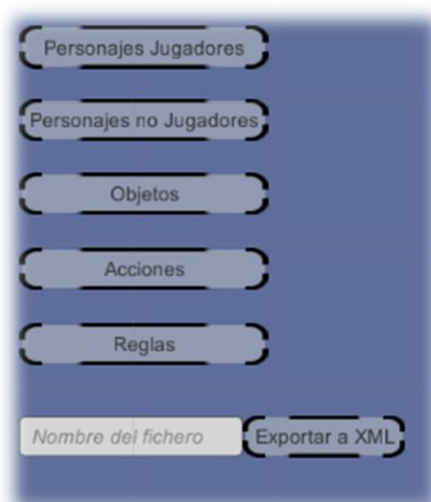 Personajes Jugadores
Personajes no Jugadores
Objetos
Acciones
Reglas
Nombre del fichero Exportar a XML